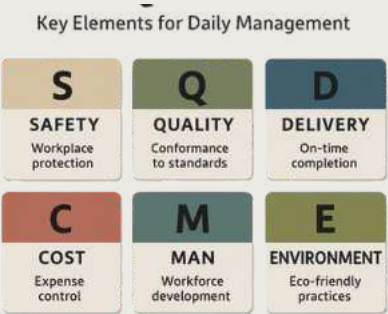 Key Elements for Daily Management
S
SAFETY
Workplace
protection
Q
QUALITY
Conformance
to standards
D
DELIVERY
On-time
completion
C
COST
Expense
control
M
MAN
Workforce
development
E
ENVIRONMENT
Eco-friendly
practices